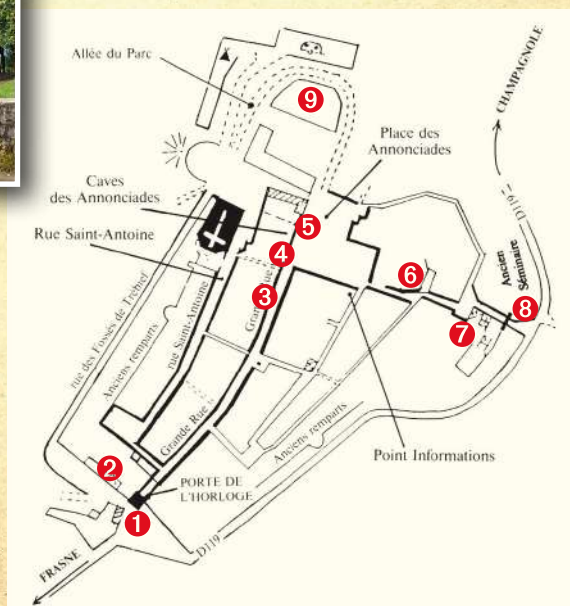 Allée du Parc
9
CHAMPAGNOLE
Place des
Annonciades
Caves
des Annonciades
Rue Saint-Antoine
5
4
3
6
7
8
D119
Ancien
Séminaire
Grande Rue
rue Saint-Antoine
rue des Fossés de Trébief
Anciens remparts
Grande Rue
Anciens remparts
Point Informations
2
PORTE DE
L'HORLOGE
1
D119
FRASNE